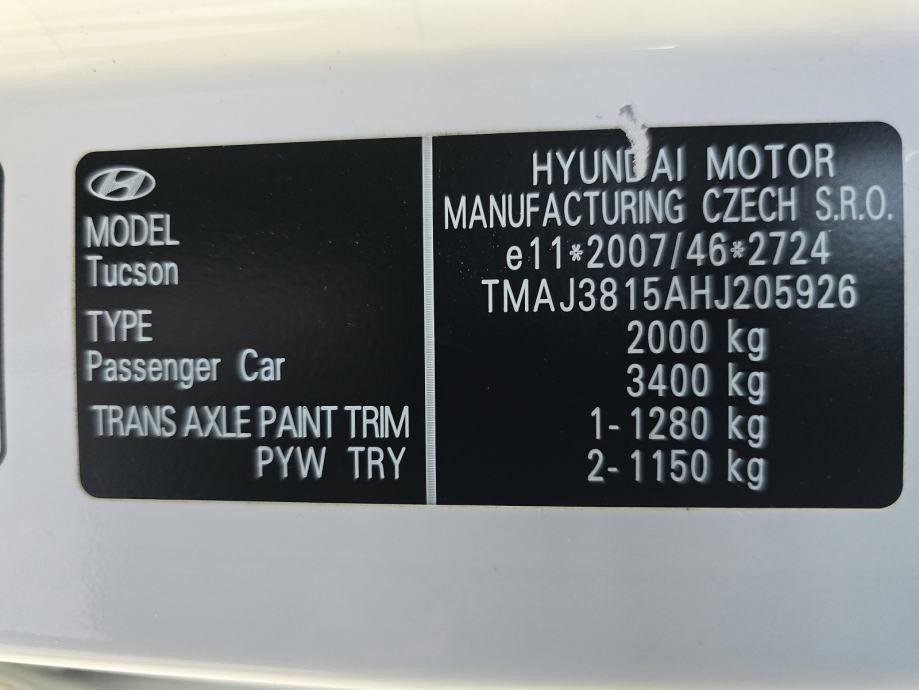 MODEL
Tucson
TYPE
Passenger Car
TRANS AXLE PAINT TRIM
PYW TRY
HYUNDAI MOTOR
MANUFACTURING CZECH S.R.O.
e11*2007/46*2724
TMAJ3815AHJ205926
2000 kg
3400 kg
1-1280 kg
2-1150 kg